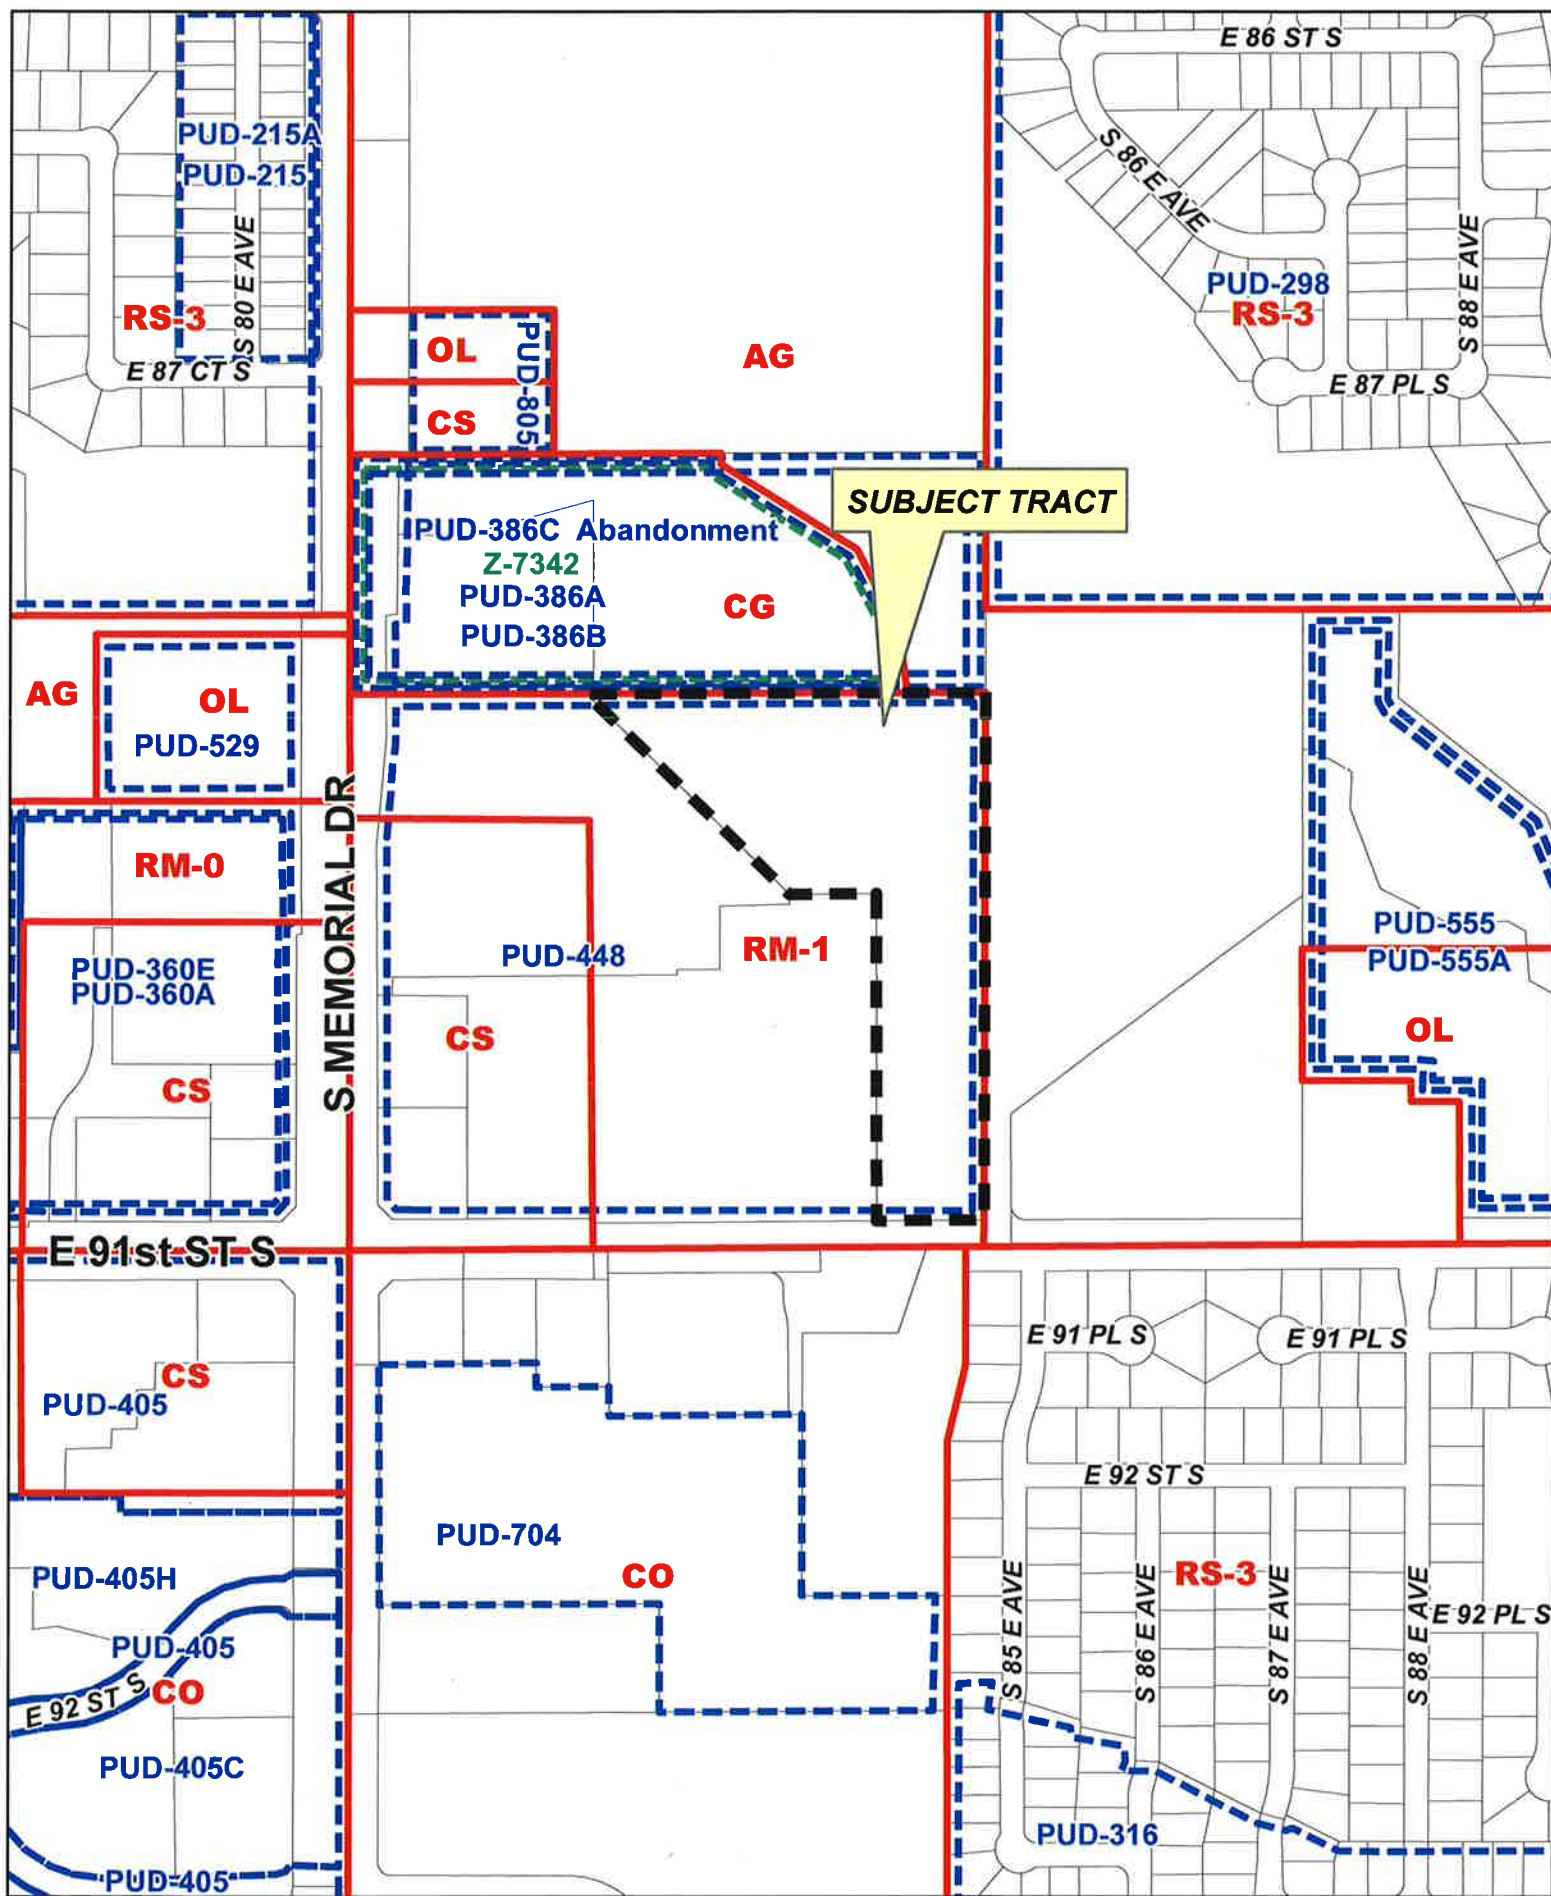 E 86 ST S
PUD-215A
PUD-215
S 86 E AVE
S 80 E AVE
S 88 E AVE
PUD-298
RS-3
RS-3
OL
PUD-805
AG
E 87 CT S
E 87 PL S
CS
SUBJECT TRACT
PUD-386C Abandonment
Z-7342
PUD-386A
CG
PUD-386B
AG
OL
PUD-529
S MEMORIAL DR
RM-0
PUD-555
PUD-448
RM-1
PUD-555A
PUD-360E
PUD-360A
OL
CS
CS
E 91st ST S
E 91 PL S
E 91 PL S
CS
PUD-405
E 92 ST S
PUD-704
CO
RS-3
PUD-405H
S 85 E AVE
S 86 E AVE
S 87 E AVE
S 88 E AVE
E 92 PL S
PUD-405
E 92 ST S
CO
PUD-405C
PUD-316
PUD-405